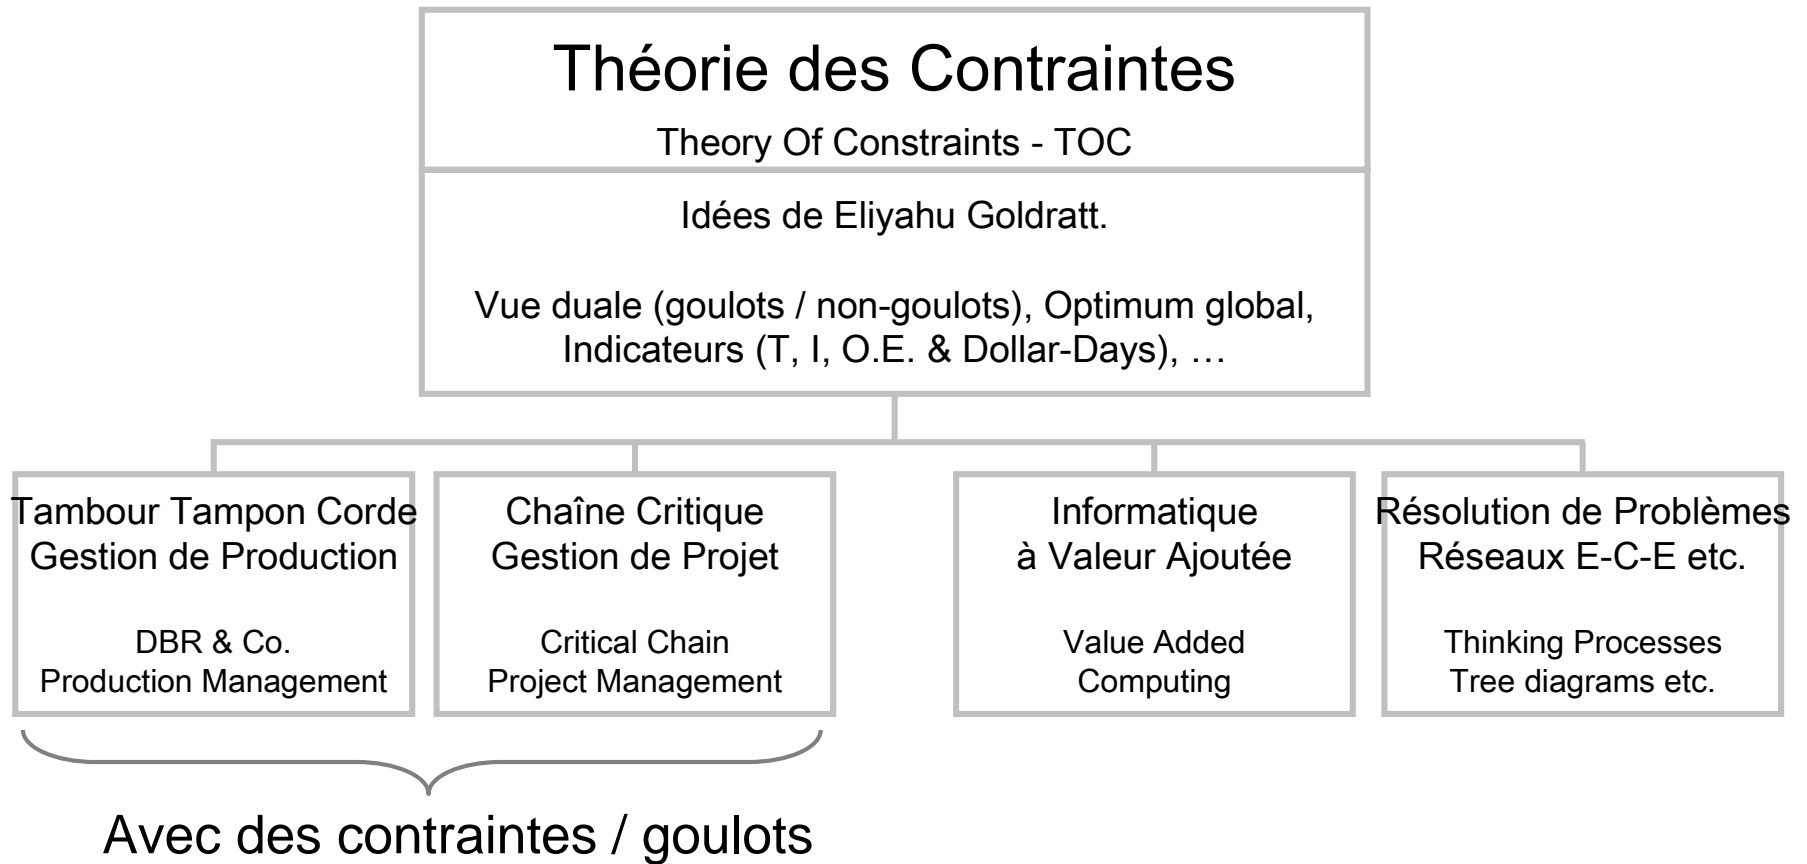 Théorie des Contraintes
Theory Of Constraints - TOC
Idées de Eliyahu Goldratt.
Vue duale (goulots / non-goulots), Optimum global,
Indicateurs (T, I, O.E. & Dollar-Days), …
Tambour Tampon Corde
Gestion de Production
DBR & Co.
Production Management
Chaîne Critique
Gestion de Projet
Critical Chain
Project Management
Informatique
à Valeur Ajoutée
Value Added
Computing
Résolution de Problèmes
Réseaux E-C-E etc.
Thinking Processes
Tree diagrams etc.
Avec des contraintes / goulots